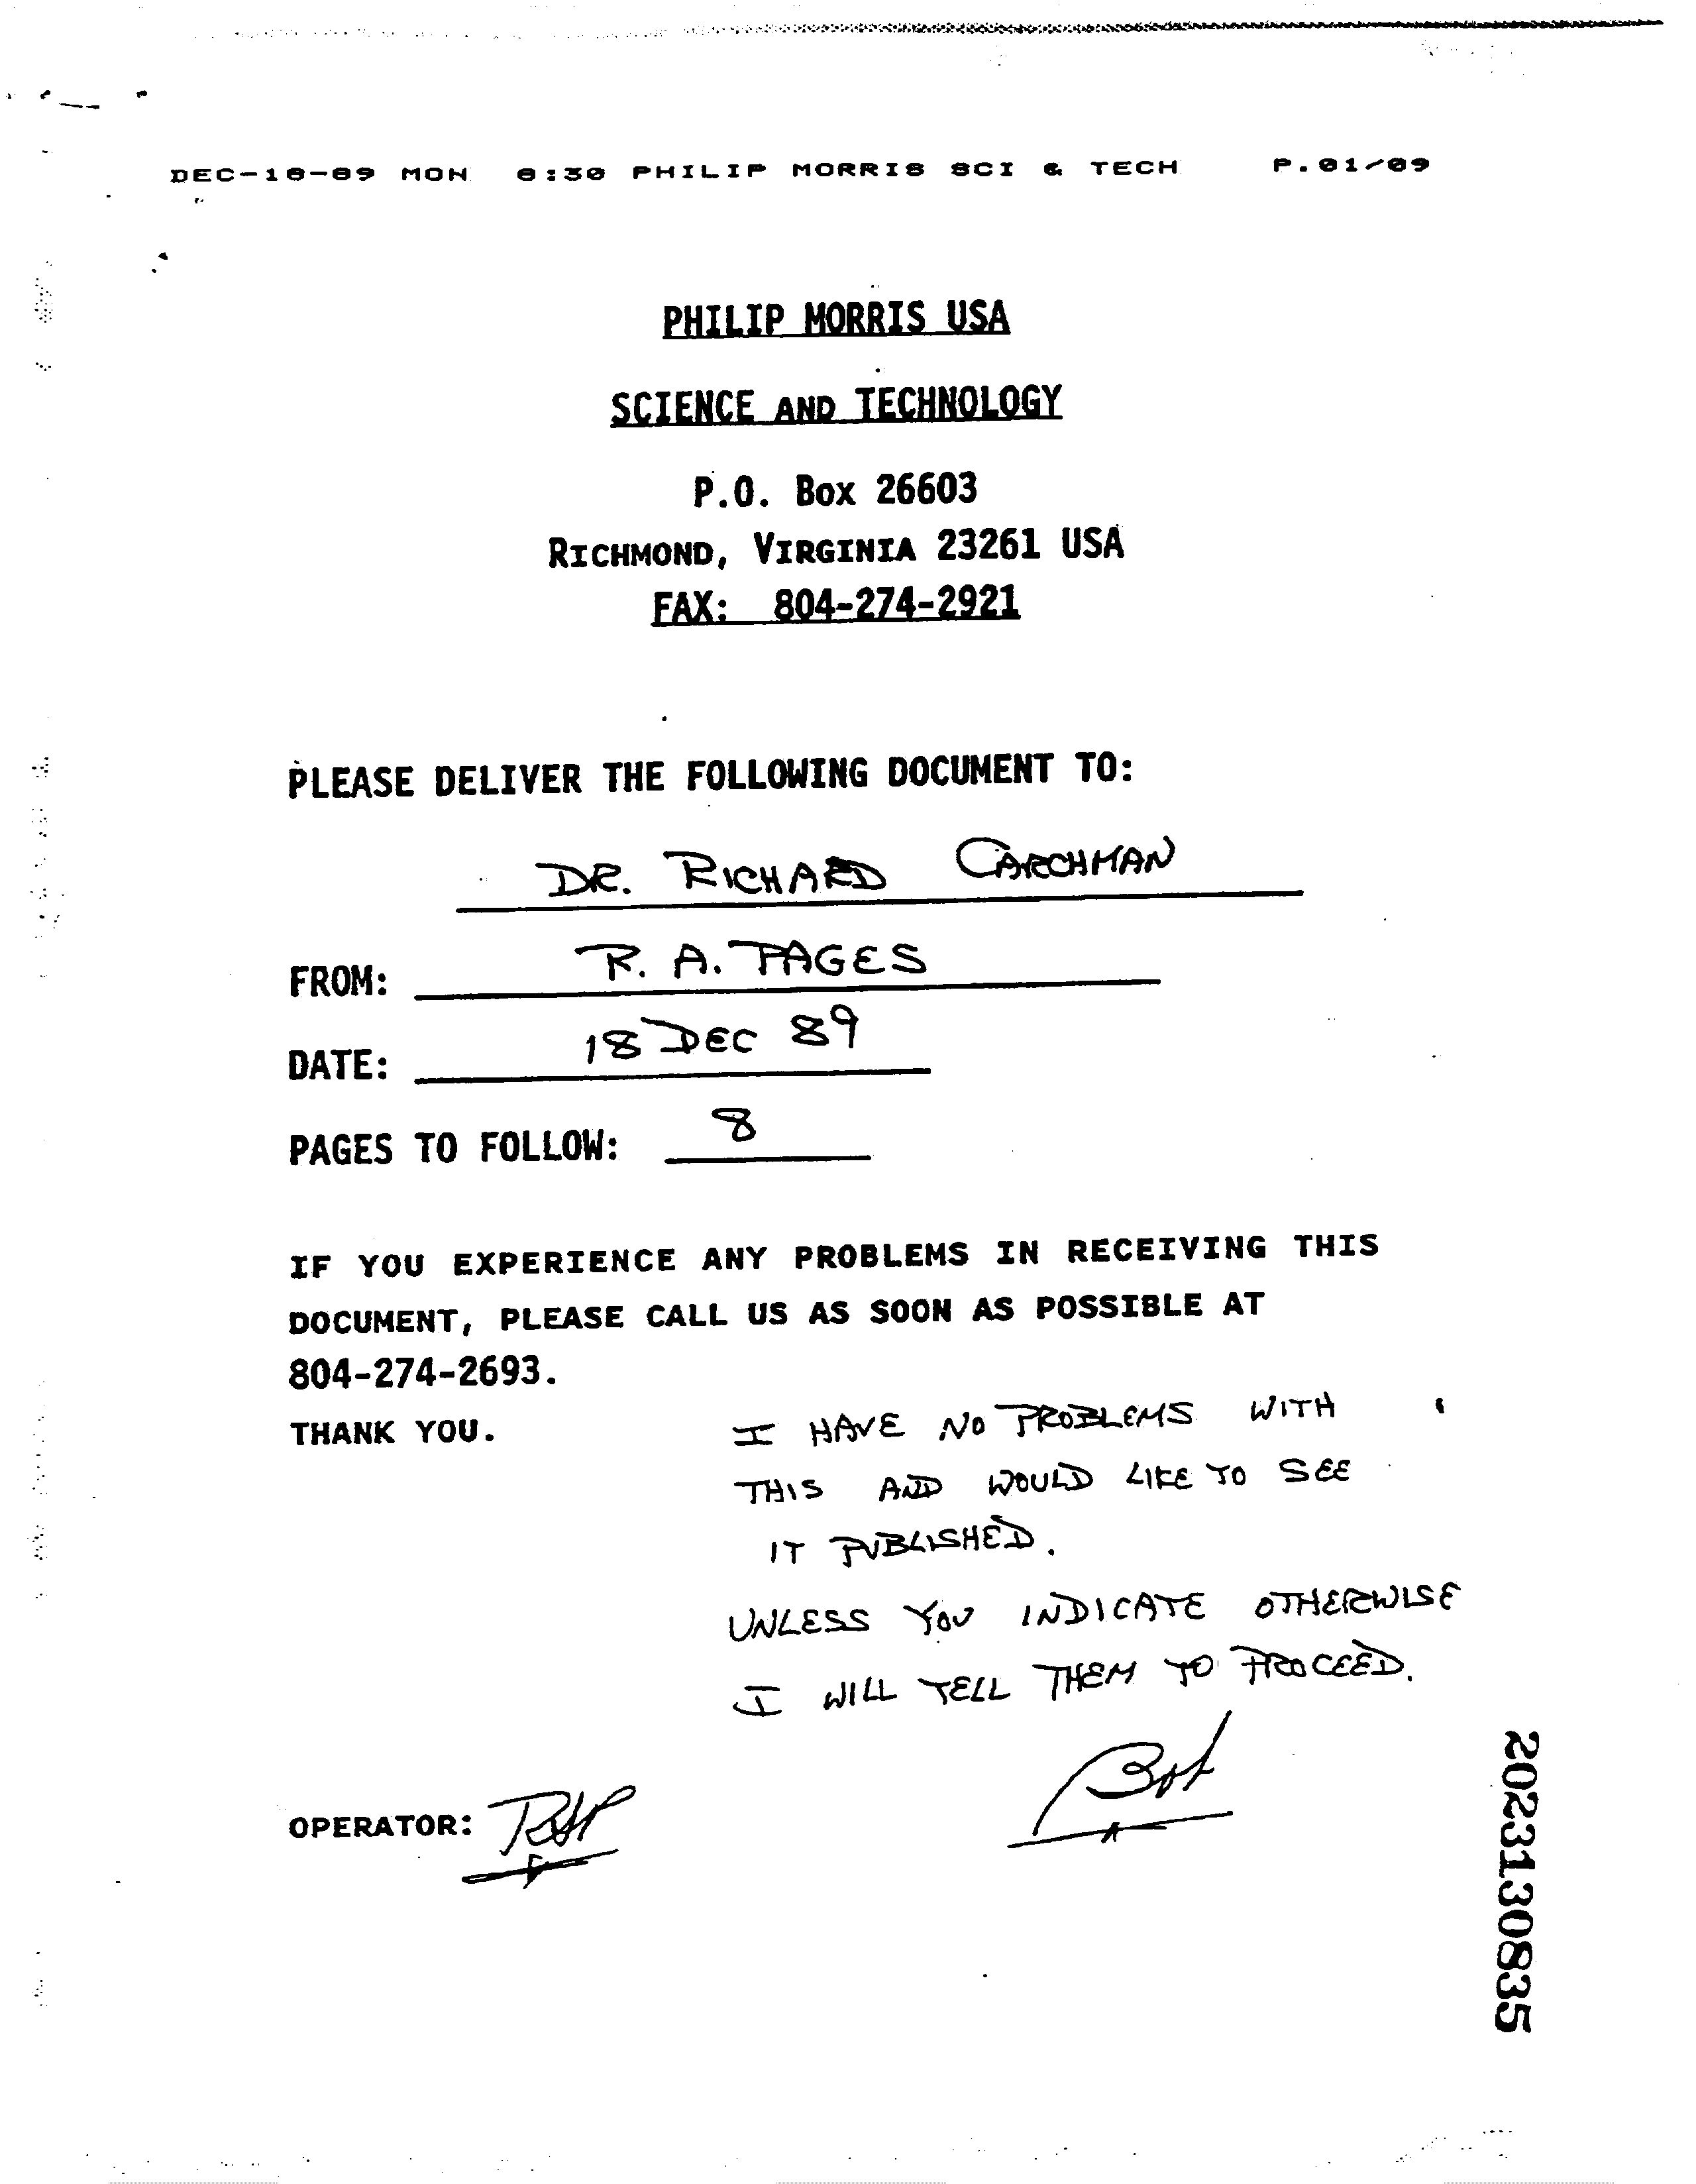 DEC-18-89 MON 8:30 PHILIP MORRIS SCI & TECH P.01/09
PHILIP MORRIS USA
SCIENCE AND TECHNOLOGY
P.O. BOX 26603
RICHMOND, VIRGINIA 23261 USA
FAX: 804-274-2921
PLEASE DELIVER THE FOLLOWING DOCUMENT TO:
DR. RICHARD CARCHMAN
FROM: R. A. PAGES
DATE: 18 DEC 89
PAGES TO FOLLOW: 8
IF YOU EXPERIENCE ANY PROBLEMS IN RECEIVING THIS
DOCUMENT, PLEASE CALL US AS SOON AS POSSIBLE AT
804-274-2693.
THANK YOU.
I HAVE NO PROBLEMS WITH
THIS AND WOULD LIKE TO SEE
IT PUBLISHED.
UNLESS YOU INDICATE OTHERWISE
I WILL TELL THEM TO PROCEED.
Bob
OPERATOR: RAP
2023130835